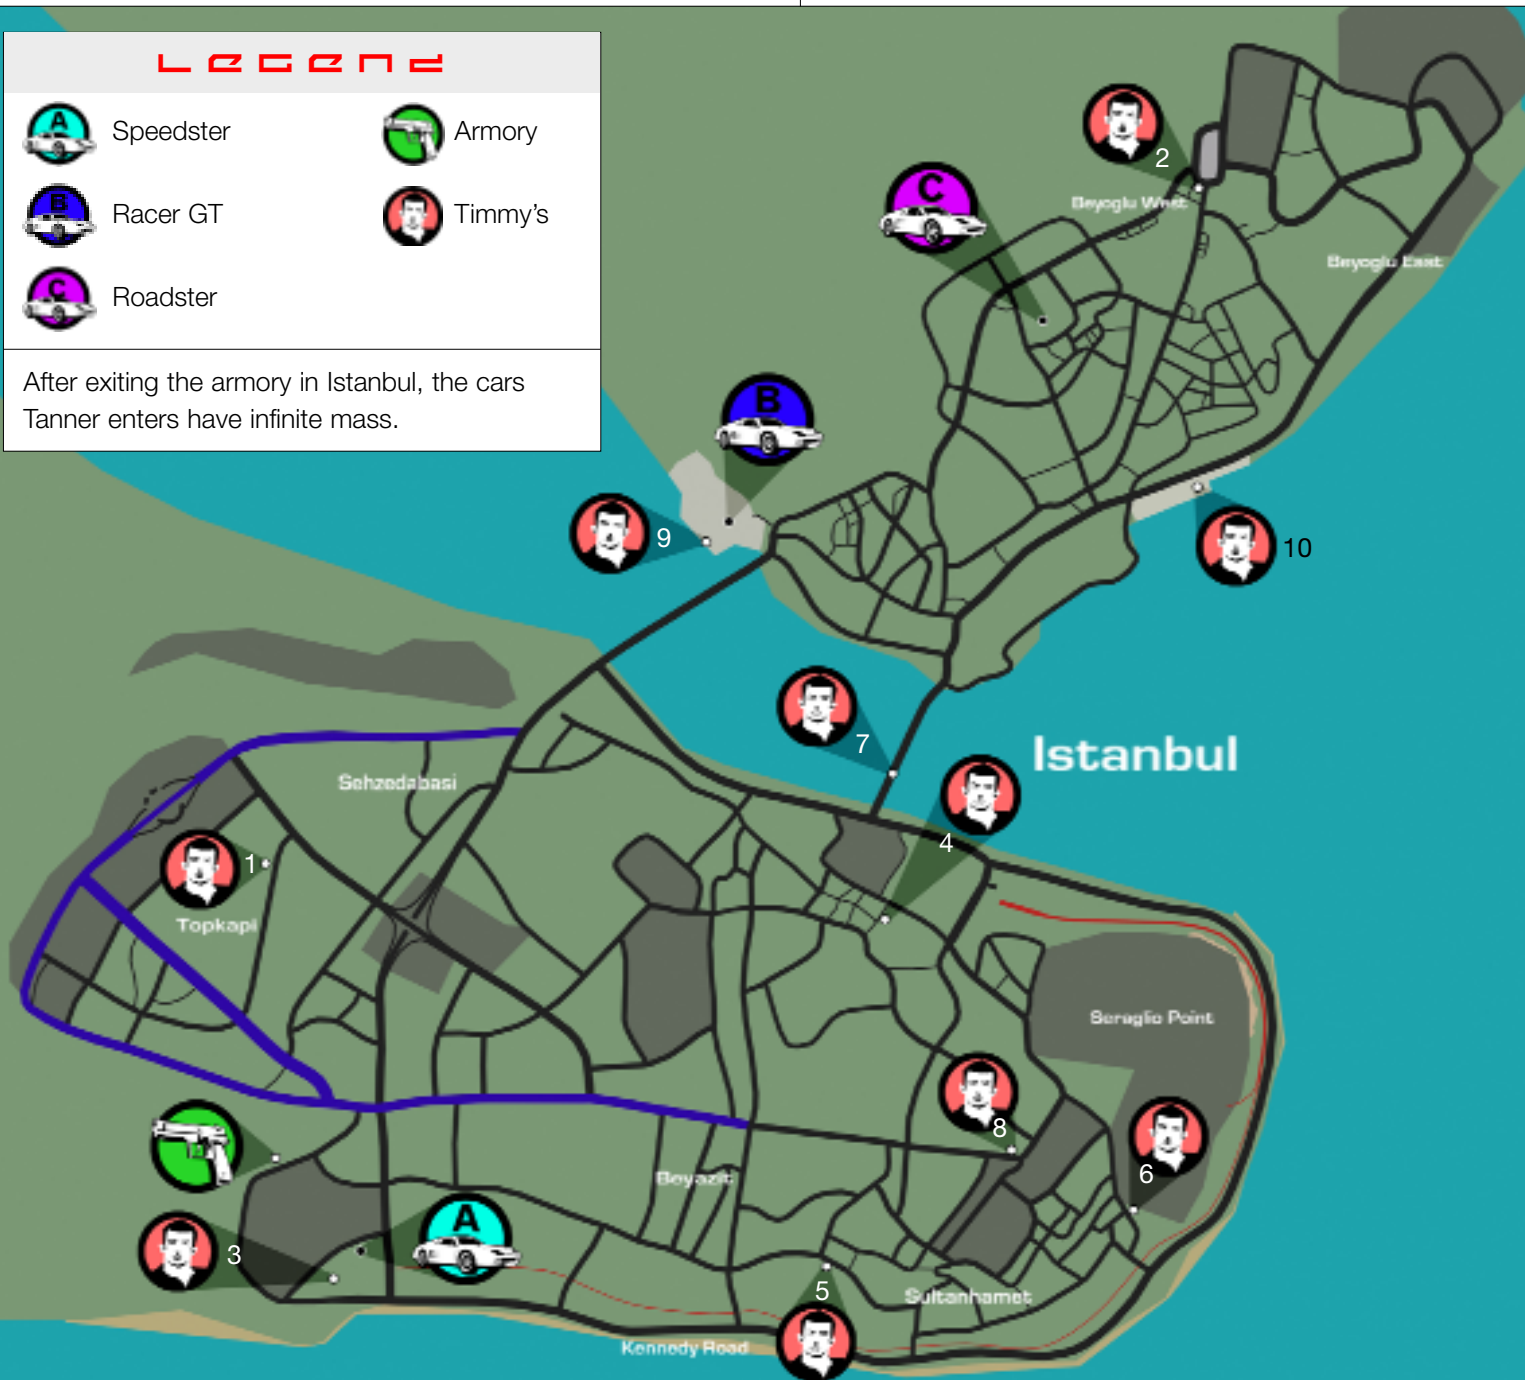 LEGEND
A
Speedster
Armory
B
Racer GT
Timmy's
C
Roadster
After exiting the armory in Istanbul, the cars
Tanner enters have infinite mass.
2
C
Beyoglu West
Beyoglu East
B
9
10
7
Istanbul
Sehzedabasi
4
1
Topkapi
Seraglio Point
8
6
Beyazit
A
3
5
Sultanhamet
Kennedy Road